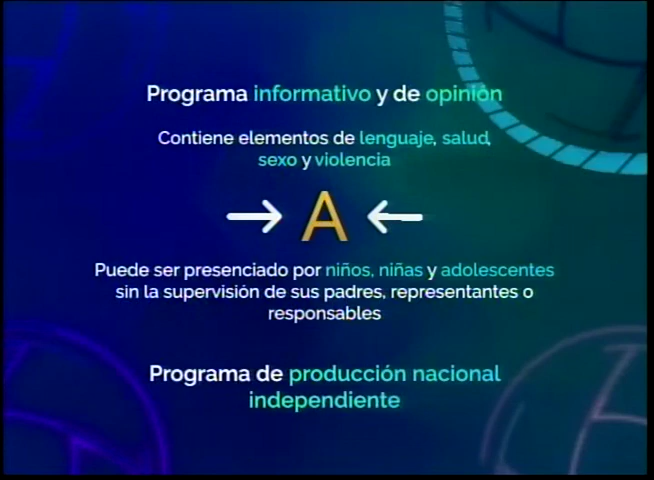 Programa informativo y de opinión
Contiene elementos de lenguaje, salud,
sexo y violencia
→ A ←
Puede ser presenciado por niños, niñas y adolescentes
sin la supervisión de sus padres, representantes o
responsables
Programa de producción nacional
independiente